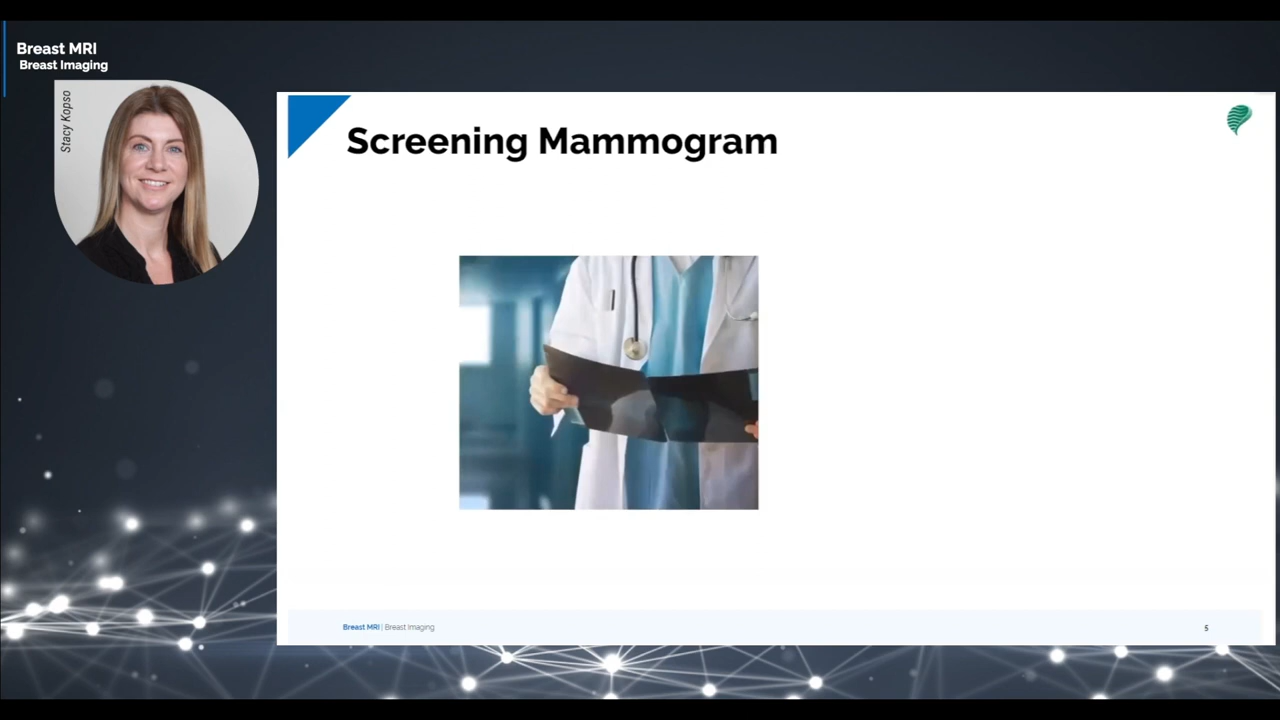 Breast MRI
Breast Imaging
Stacy Kopso
Screening Mammogram
Breast MRI | Breast Imaging
5